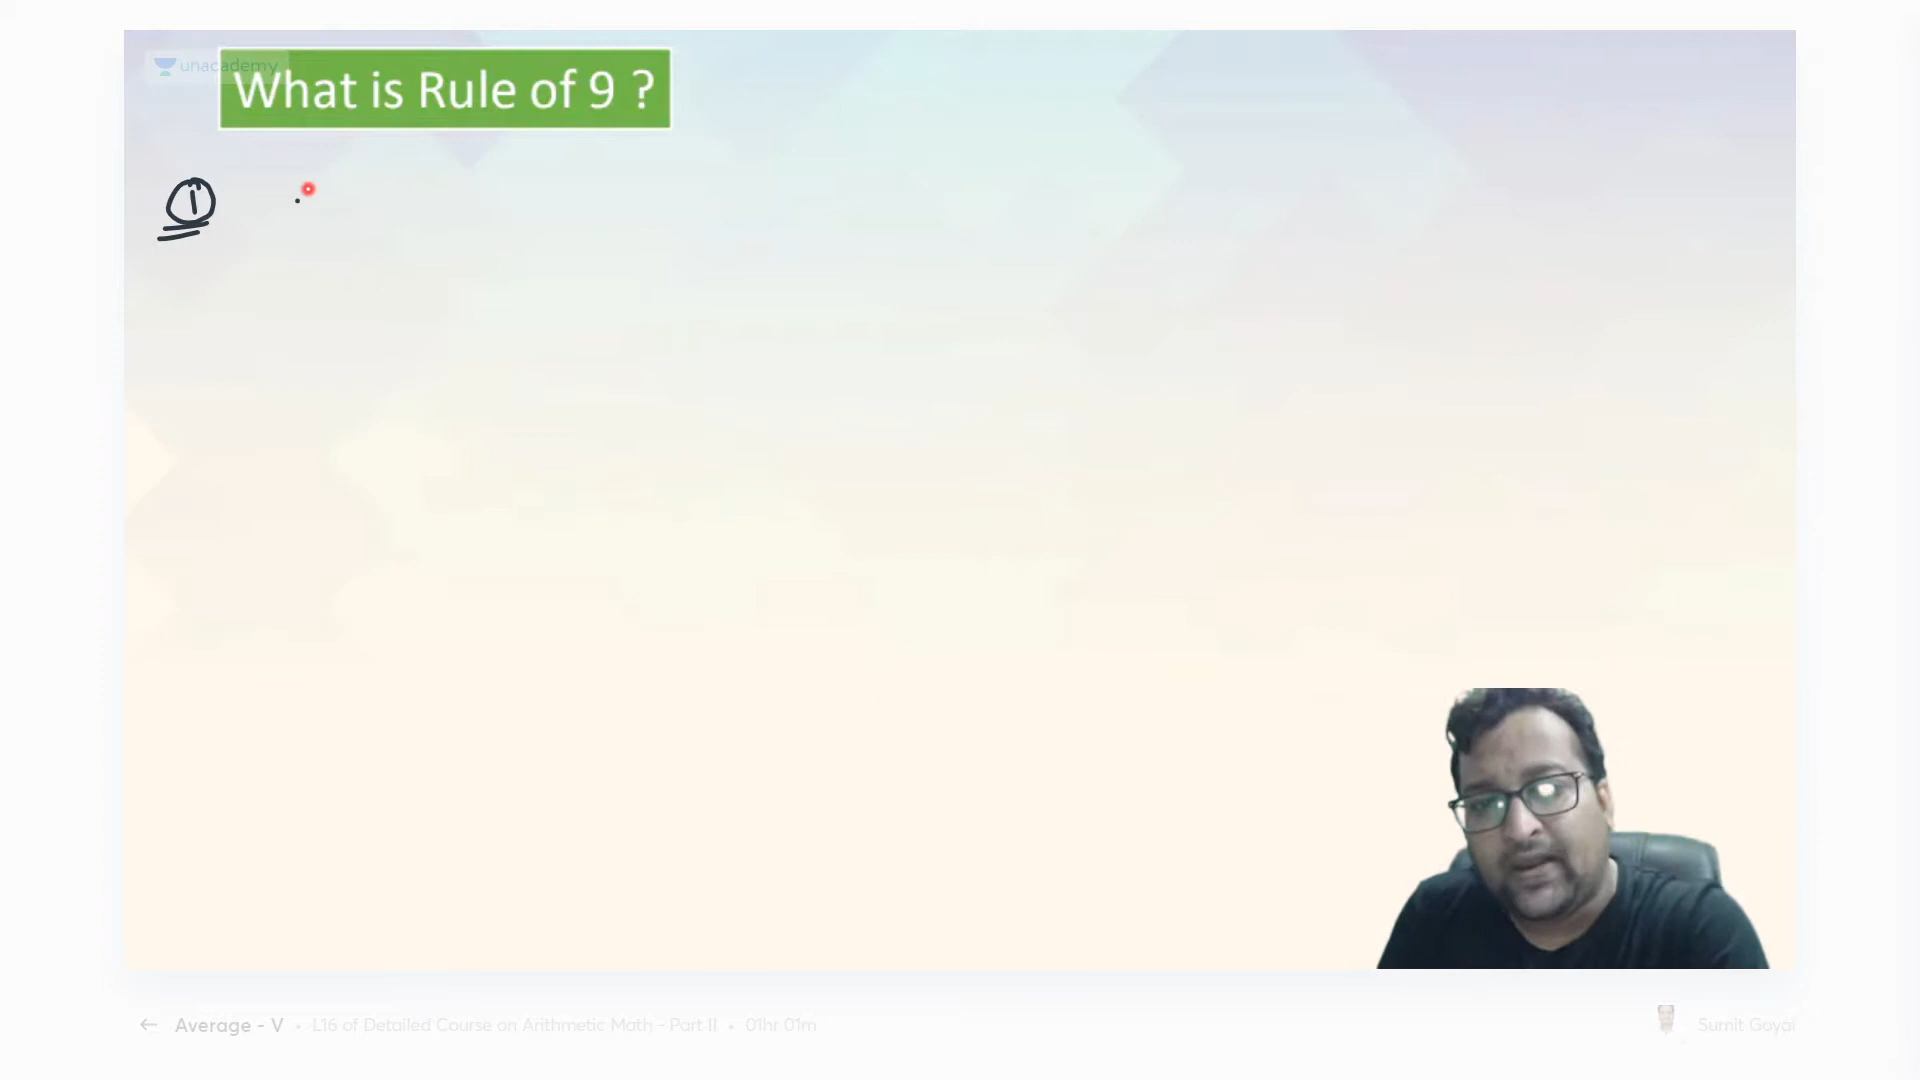 unacademy
What is Rule of 9 ?
1
← Average - V • L16 of Detailed Course on Arithmetic Math - Part II • 01hr 01m
Sumit Goyal